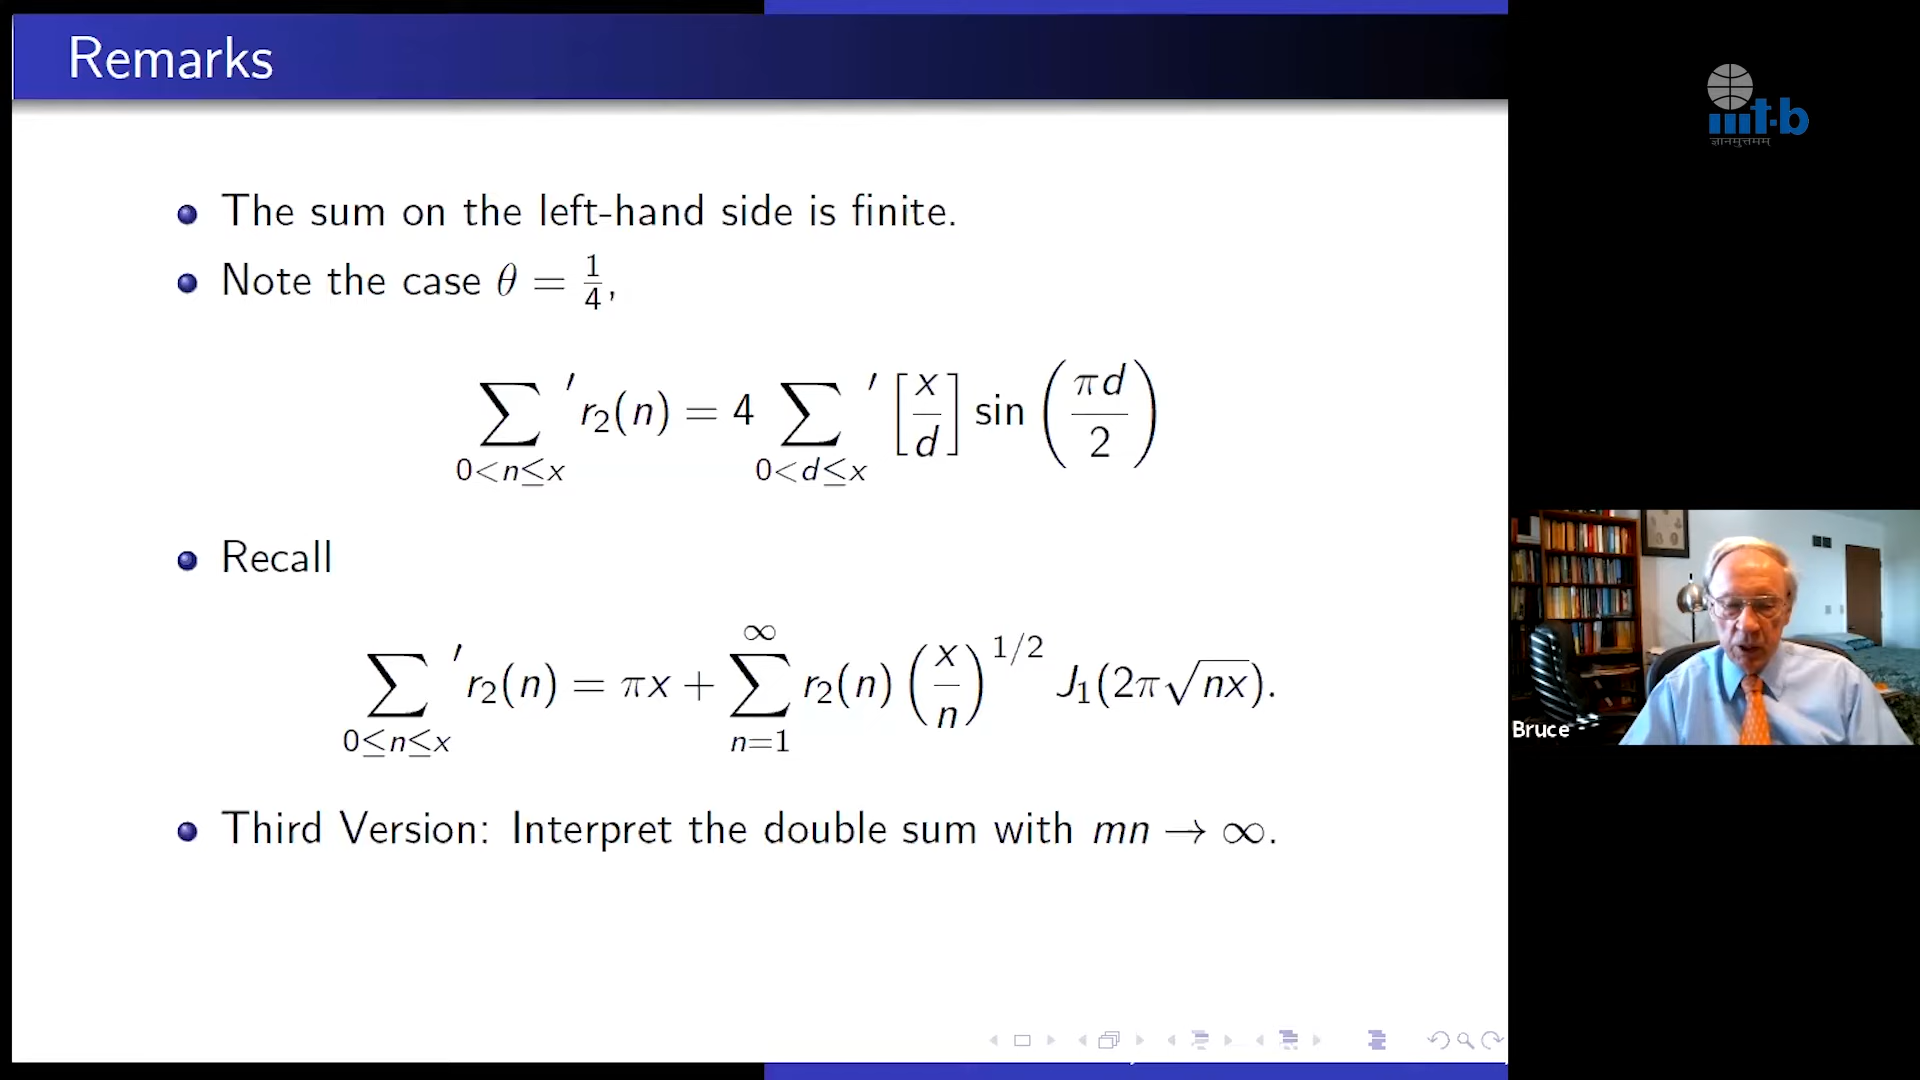 Remarks
The sum on the left-hand side is finite.
Note the case θ = 1/4,
∑′_{0<n≤x} r₂(n) = 4 ∑′_{0<d≤x} [x/d] sin (πd/2)
Recall
∑′_{0≤n≤x} r₂(n) = πx + ∑_{n=1}^{∞} r₂(n) (x/n)^{1/2} J₁(2π√nx).
Third Version: Interpret the double sum with mn → ∞.
iiit-b
ज्ञानमुत्तमम्
Bruce